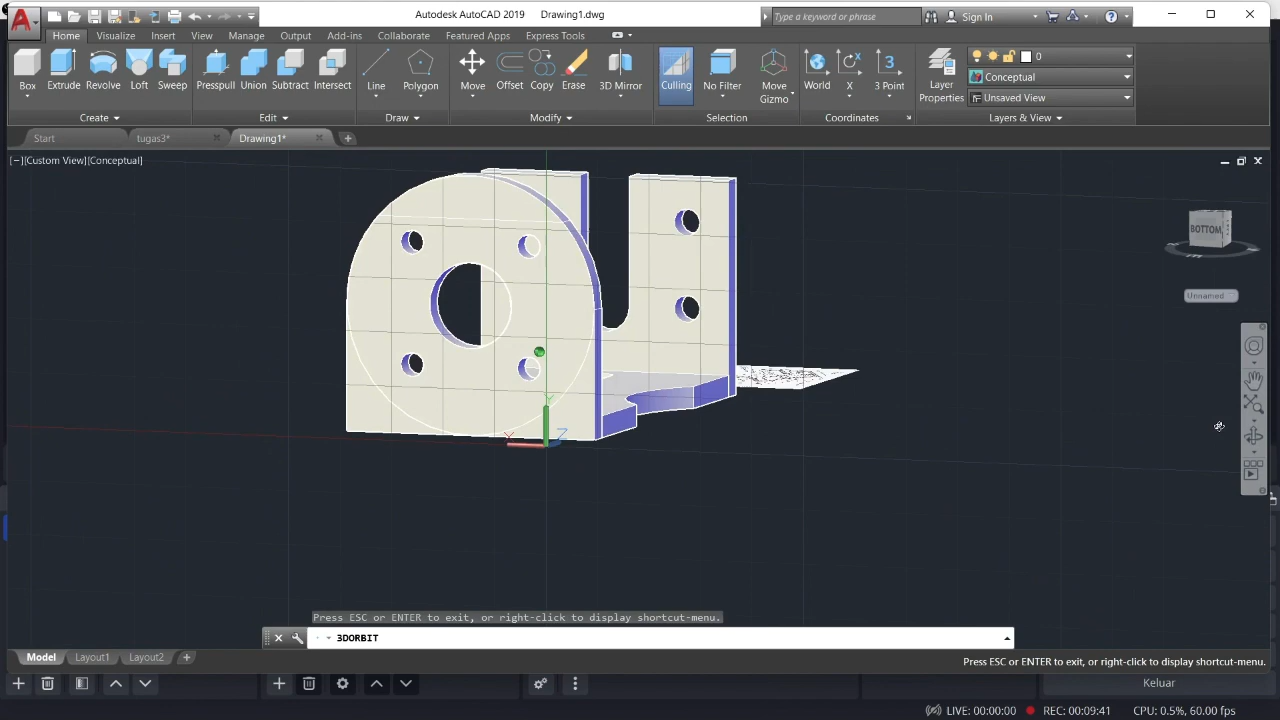 Autodesk AutoCAD 2019 Drawing1.dwg
Type a keyword or phrase
Sign In
Home Visualize Insert View Manage Output Add-ins Collaborate Featured Apps Express Tools
Box Extrude Revolve Loft Sweep Presspull Union Subtract Intersect Line Polygon Move Offset Copy Erase 3D Mirror Culling No Filter Move Gizmo World X 3 Point Layer Properties
0
Conceptual
Unsaved View
Create Edit Draw Modify Selection Coordinates Layers & View
Start tugas3* Drawing1*
[−][Custom View][Conceptual]
BOTTOM
Unnamed
Y
X Z
Press ESC or ENTER to exit, or right-click to display shortcut-menu.
3DORBIT
Model Layout1 Layout2
Press ESC or ENTER to exit, or right-click to display shortcut-menu.
Keluar
LIVE: 00:00:00 REC: 00:09:41 CPU: 0.5%, 60.00 fps